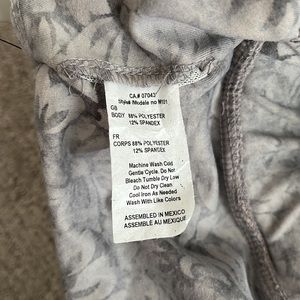 CA.# 07043
Style# Modele no M101
GB
BODY 88% POLYESTER
12% SPANDEX
FR
CORPS 88% POLYESTER
12% SPANDEX
Machine Wash Cold
Gentle Cycle. Do Not
Bleach Tumble Dry Low
Do Not Dry Clean
Cool Iron As Needed
Wash With Like Colors
ASSEMBLED IN MEXICO
ASSEMBLÉ AU MEXIQUE